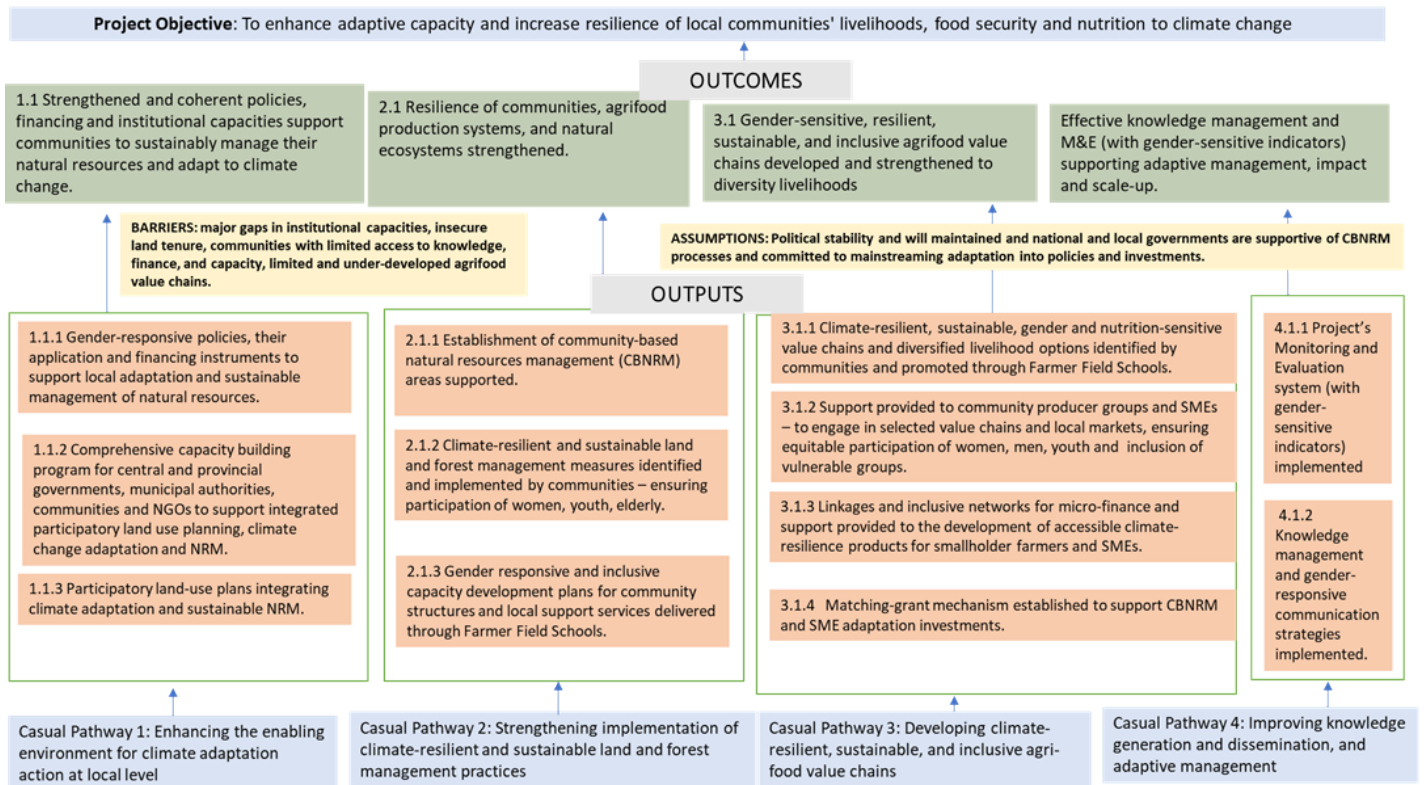 Project Objective: To enhance adaptive capacity and increase resilience of local communities' livelihoods, food security and nutrition to climate change
OUTCOMES
1.1 Strengthened and coherent policies,
financing and institutional capacities support
communities to sustainably manage their
natural resources and adapt to climate
change.
2.1 Resilience of communities, agrifood
production systems, and natural
ecosystems strengthened.
3.1 Gender-sensitive, resilient,
sustainable, and inclusive agrifood value
chains developed and strengthened to
diversity livelihoods
Effective knowledge management and
M&E (with gender-sensitive indicators)
supporting adaptive management, impact
and scale-up.
BARRIERS: major gaps in institutional capacities, insecure
land tenure, communities with limited access to knowledge,
finance, and capacity, limited and under-developed agrifood
value chains.
ASSUMPTIONS: Political stability and will maintained and national and local governments are supportive of CBNRM
processes and committed to mainstreaming adaptation into policies and investments.
OUTPUTS
1.1.1 Gender-responsive policies, their
application and financing instruments to
support local adaptation and sustainable
management of natural resources.
1.1.2 Comprehensive capacity building
program for central and provincial
governments, municipal authorities,
communities and NGOs to support integrated
participatory land use planning, climate
change adaptation and NRM.
1.1.3 Participatory land-use plans integrating
climate adaptation and sustainable NRM.
2.1.1 Establishment of community-based
natural resources management (CBNRM)
areas supported.
2.1.2 Climate-resilient and sustainable land
and forest management measures identified
and implemented by communities – ensuring
participation of women, youth, elderly.
2.1.3 Gender responsive and inclusive
capacity development plans for community
structures and local support services delivered
through Farmer Field Schools.
3.1.1 Climate-resilient, sustainable, gender and nutrition-sensitive
value chains and diversified livelihood options identified by
communities and promoted through Farmer Field Schools.
3.1.2 Support provided to community producer groups and SMEs
– to engage in selected value chains and local markets, ensuring
equitable participation of women, men, youth and inclusion of
vulnerable groups.
3.1.3 Linkages and inclusive networks for micro-finance and
support provided to the development of accessible climate-
resilience products for smallholder farmers and SMEs.
3.1.4 Matching-grant mechanism established to support CBNRM
and SME adaptation investments.
4.1.1 Project's
Monitoring and
Evaluation
system (with
gender-
sensitive
indicators)
implemented
4.1.2
Knowledge
management
and gender-
responsive
communication
strategies
implemented.
Casual Pathway 1: Enhancing the enabling
environment for climate adaptation
action at local level
Casual Pathway 2: Strengthening implementation of
climate-resilient and sustainable land and forest
management practices
Casual Pathway 3: Developing climate-
resilient, sustainable, and inclusive agri-
food value chains
Casual Pathway 4: Improving knowledge
generation and dissemination, and
adaptive management